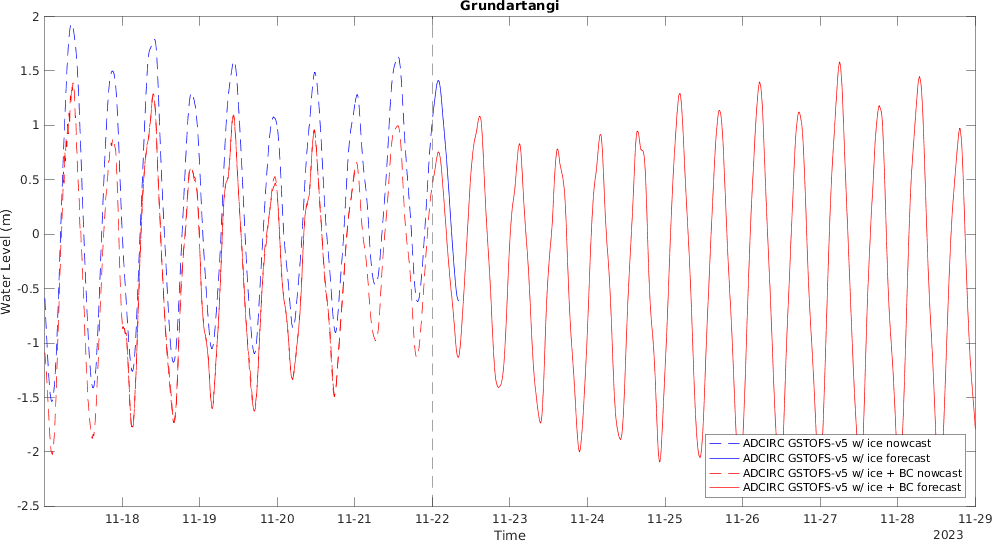 Grundartangi
Water Level (m)
2
1.5
1
0.5
0
-0.5
-1
-1.5
-2
-2.5
ADCIRC GSTOFS-v5 w/ ice nowcast
ADCIRC GSTOFS-v5 w/ ice forecast
ADCIRC GSTOFS-v5 w/ ice + BC nowcast
ADCIRC GSTOFS-v5 w/ ice + BC forecast
11-18 11-19 11-20 11-21 11-22 11-23 11-24 11-25 11-26 11-27 11-28 11-29
Time
2023